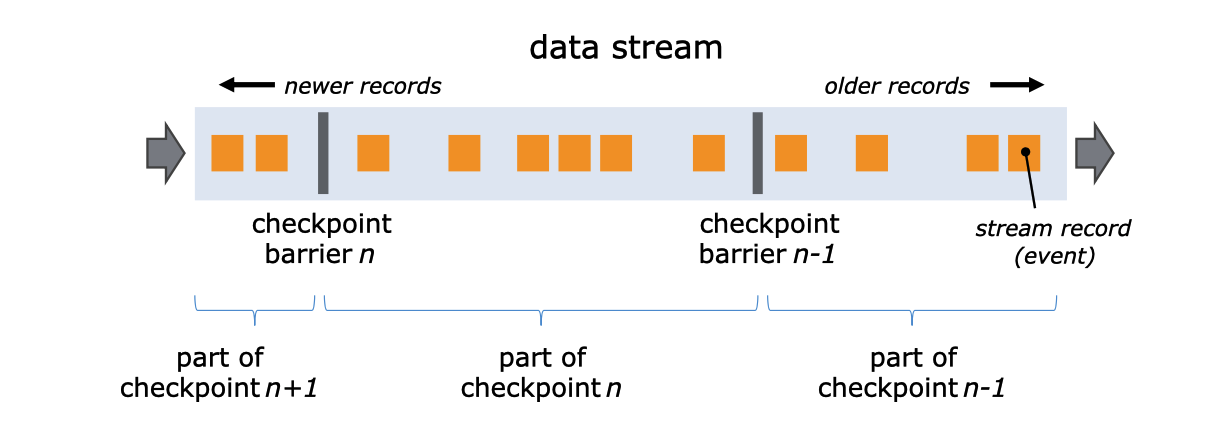 data stream
newer records
older records
checkpoint
barrier n
checkpoint
barrier n-1
stream record
(event)
part of
checkpoint n+1
part of
checkpoint n
part of
checkpoint n-1